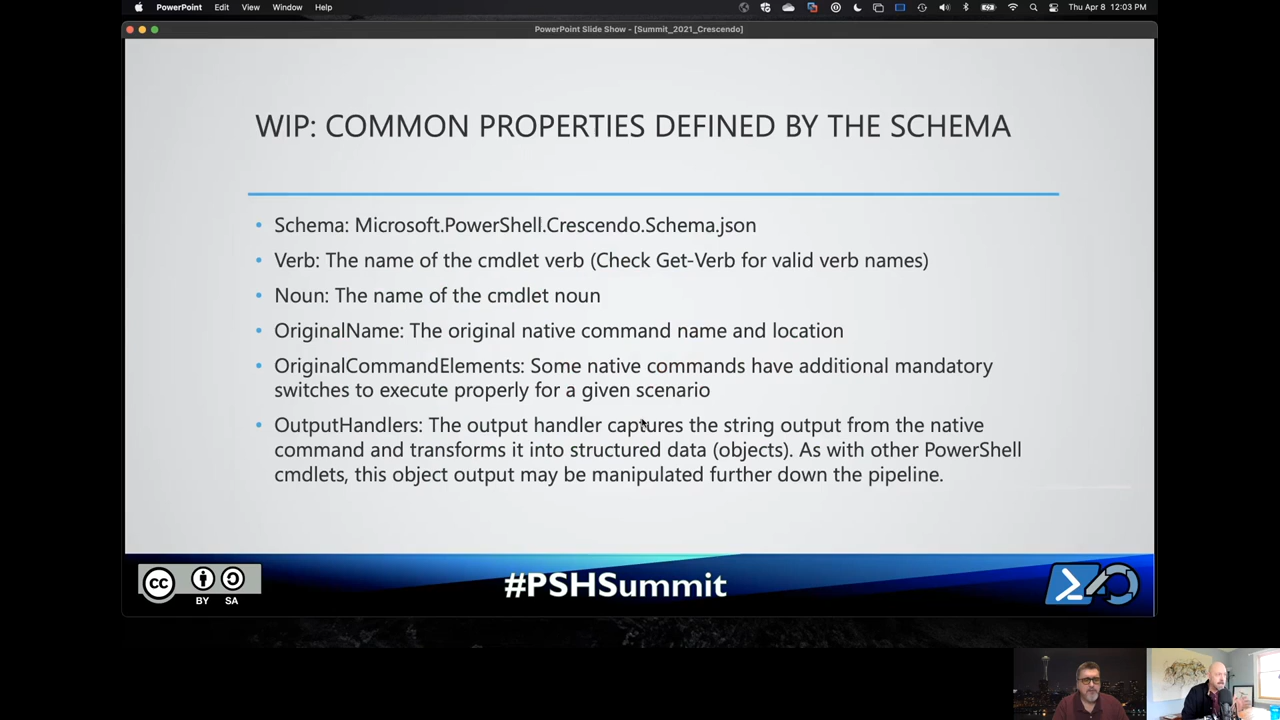 PowerPoint Edit View Window Help Thu Apr 8 12:03 PM
PowerPoint Slide Show - [Summit_2021_Crescendo]
WIP: COMMON PROPERTIES DEFINED BY THE SCHEMA
• Schema: Microsoft.PowerShell.Crescendo.Schema.json
• Verb: The name of the cmdlet verb (Check Get-Verb for valid verb names)
• Noun: The name of the cmdlet noun
• OriginalName: The original native command name and location
• OriginalCommandElements: Some native commands have additional mandatory
switches to execute properly for a given scenario
• OutputHandlers: The output handler captures the string output from the native
command and transforms it into structured data (objects). As with other PowerShell
cmdlets, this object output may be manipulated further down the pipeline.
cc
BY SA
#PSHSummit